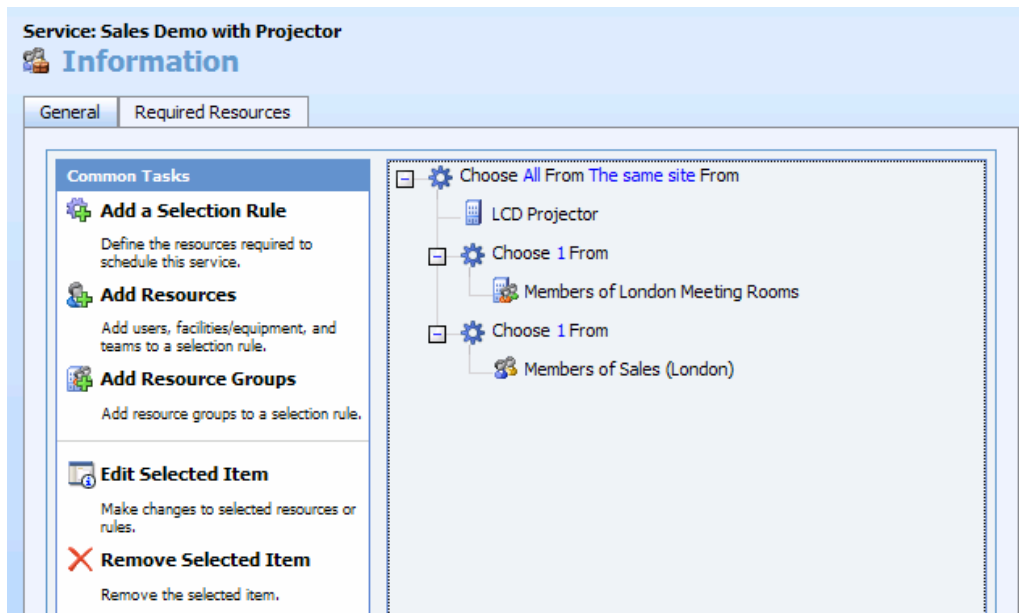 Service: Sales Demo with Projector
Information
General
Required Resources
Common Tasks
Add a Selection Rule
Define the resources required to
schedule this service.
Add Resources
Add users, facilities/equipment, and
teams to a selection rule.
Add Resource Groups
Add resource groups to a selection rule.
Edit Selected Item
Make changes to selected resources or
rules.
Remove Selected Item
Remove the selected item.
Choose All From The same site From
LCD Projector
Choose 1 From
Members of London Meeting Rooms
Choose 1 From
Members of Sales (London)